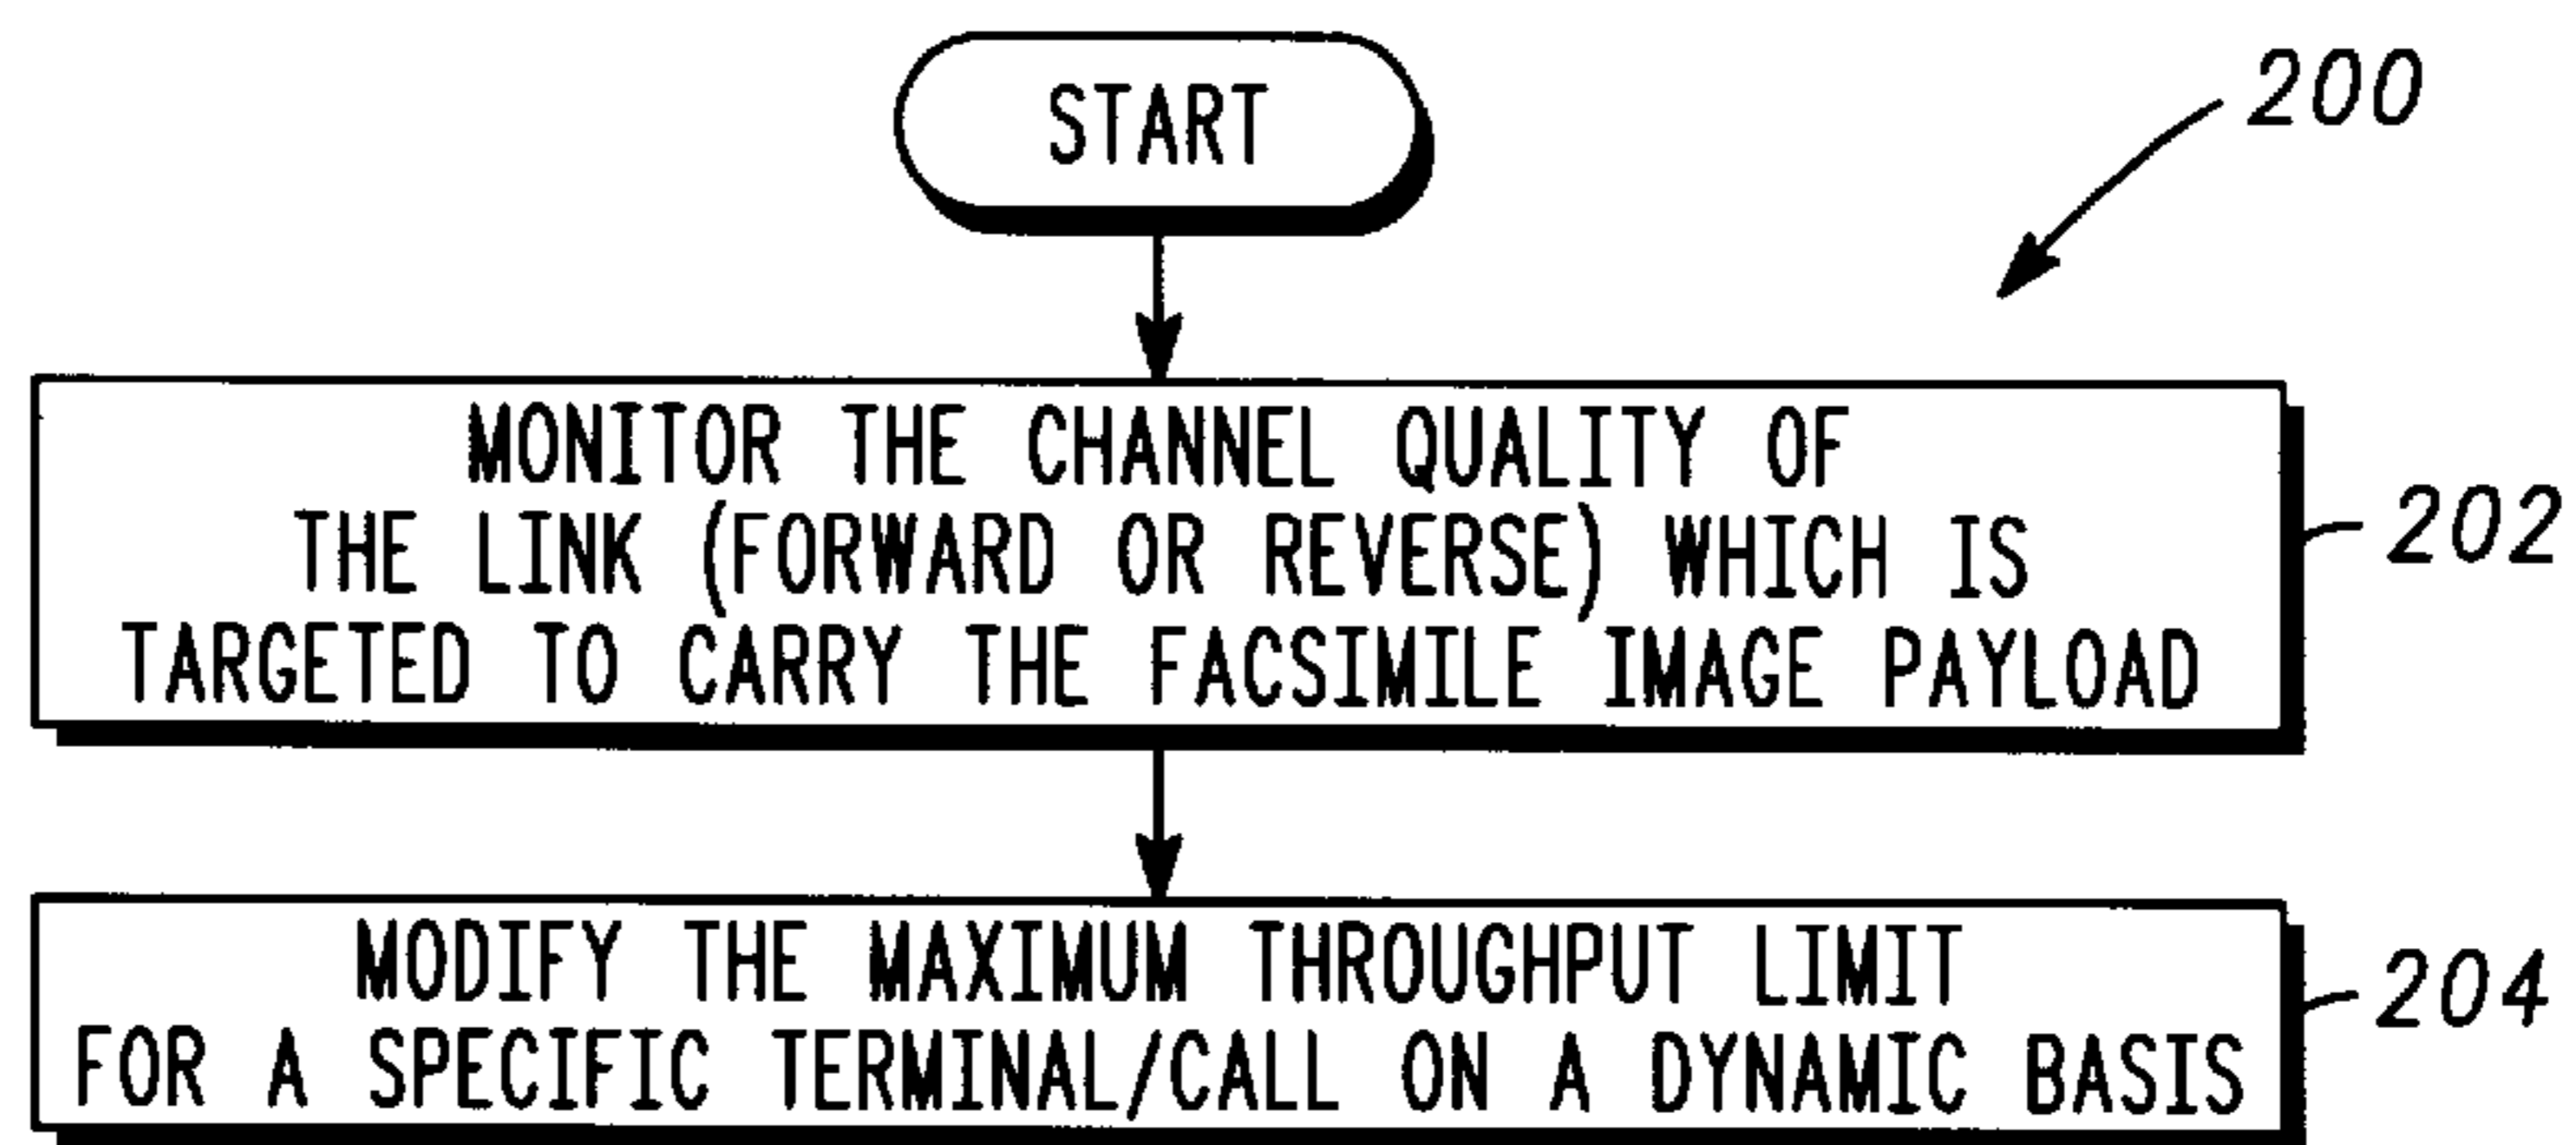 START
200
MONITOR THE CHANNEL QUALITY OF
THE LINK (FORWARD OR REVERSE) WHICH IS
TARGETED TO CARRY THE FACSIMILE IMAGE PAYLOAD
202
MODIFY THE MAXIMUM THROUGHPUT LIMIT
FOR A SPECIFIC TERMINAL/CALL ON A DYNAMIC BASIS
204